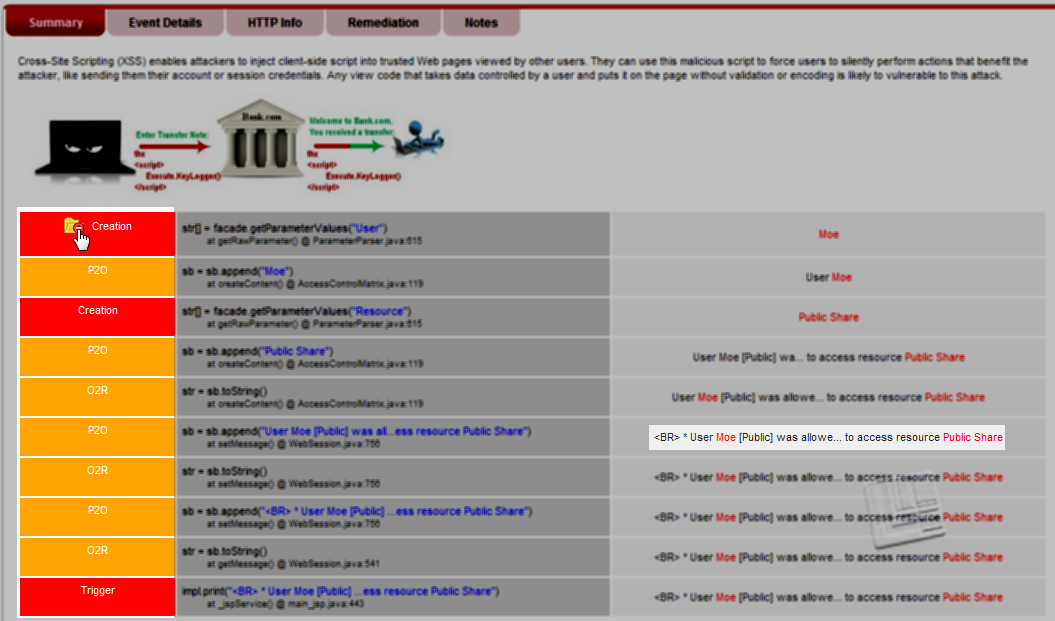 Summary
Event Details
HTTP Info
Remediation
Notes
Cross-Site Scripting (XSS) enables attackers to inject client-side script into trusted Web pages viewed by other users. They can use this malicious script to force users to silently perform actions that benefit the
attacker, like sending them their account or session credentials. Any view code that takes data controlled by a user and puts it on the page without validation or encoding is likely to vulnerable to this attack.
Enter Transfer Note:
the
<script>
Execute.KeyLogger()
</script>
Bank.com
Welcome to Bank.com.
You received a transfer:
the
<script>
Execute.KeyLogger()
</script>
Creation
str[] = facade.getParameterValues("User")
at getRawParameter() @ ParameterParser.java:615
Moe
P2O
sb = sb.append("Moe")
at createContent() @ AccessControlMatrix.java:119
User Moe
Creation
str[] = facade.getParameterValues("Resource")
at getRawParameter() @ ParameterParser.java:615
Public Share
P2O
sb = sb.append("Public Share")
at createContent() @ AccessControlMatrix.java:119
User Moe [Public] wa... to access resource Public Share
O2R
str = sb.toString()
at createContent() @ AccessControlMatrix.java:119
User Moe [Public] was allowe... to access resource Public Share
P2O
sb = sb.append("User Moe [Public] was all...ess resource Public Share")
at setMessage() @ WebSession.java:756
<BR> * User Moe [Public] was allowe... to access resource Public Share
O2R
str = sb.toString()
at setMessage() @ WebSession.java:756
<BR> * User Moe [Public] was allowe... to access resource Public Share
P2O
sb = sb.append("<BR> * User Moe [Public] ...ess resource Public Share")
at setMessage() @ WebSession.java:756
<BR> * User Moe [Public] was allowe... to access resource Public Share
O2R
str = sb.toString()
at getMessage() @ WebSession.java:541
<BR> * User Moe [Public] was allowe... to access resource Public Share
Trigger
impl.print("<BR> * User Moe [Public] ...ess resource Public Share")
at _jspService() @ main_jsp.java:443
<BR> * User Moe [Public] was allowe... to access resource Public Share